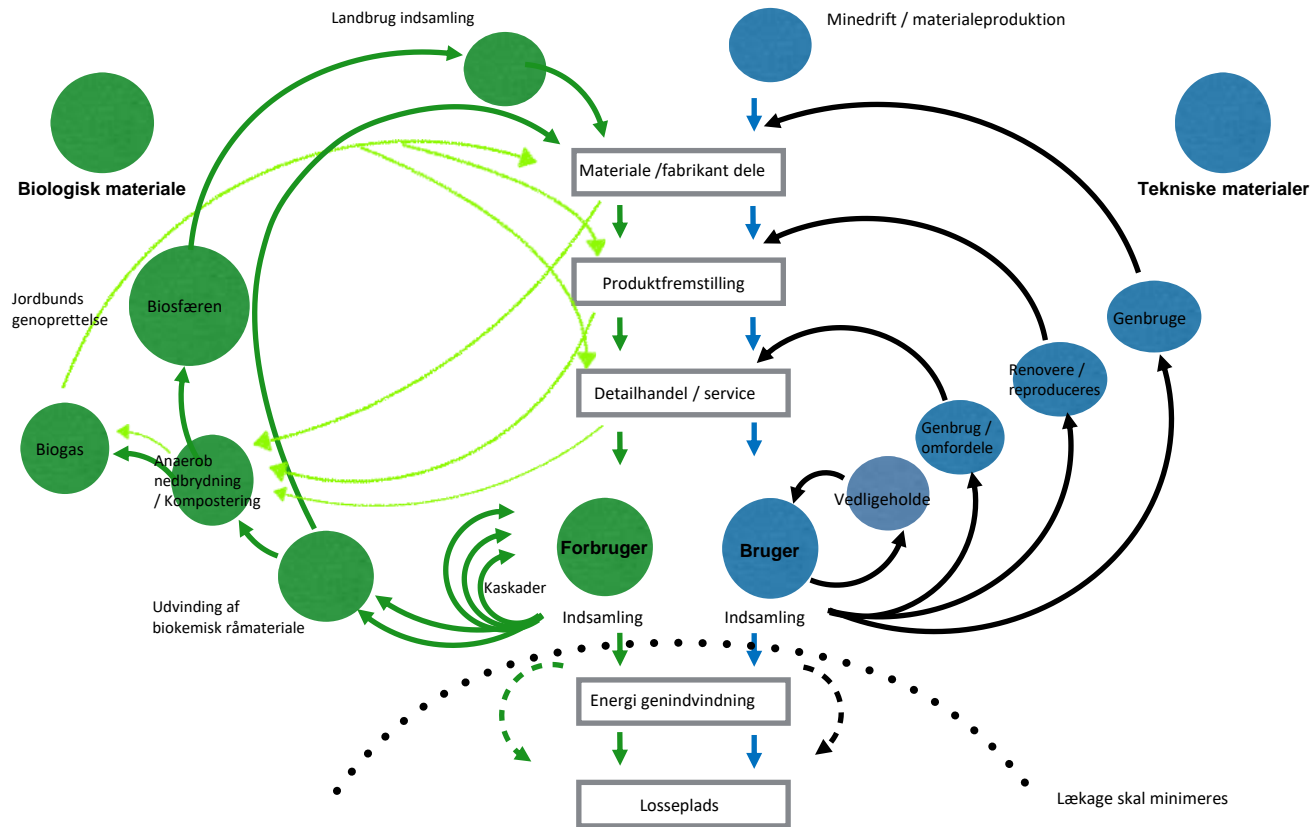 Landbrug indsamling
Minedrift / materialeproduktion
Biologisk materiale
Tekniske materialer
Materiale /fabrikant dele
Produktfremstilling
Jordbunds
genoprettelse
Biosfæren
Genbruge
Renovere /
reproduceres
Detailhandel / service
Genbrug /
omfordele
Biogas
Anaerob
nedbrydning
/ Kompostering
Vedligeholde
Forbruger
Bruger
Kaskader
Udvinding af
biokemisk råmateriale
Indsamling
Indsamling
Energi genindvindning
Losseplads
Lækage skal minimeres